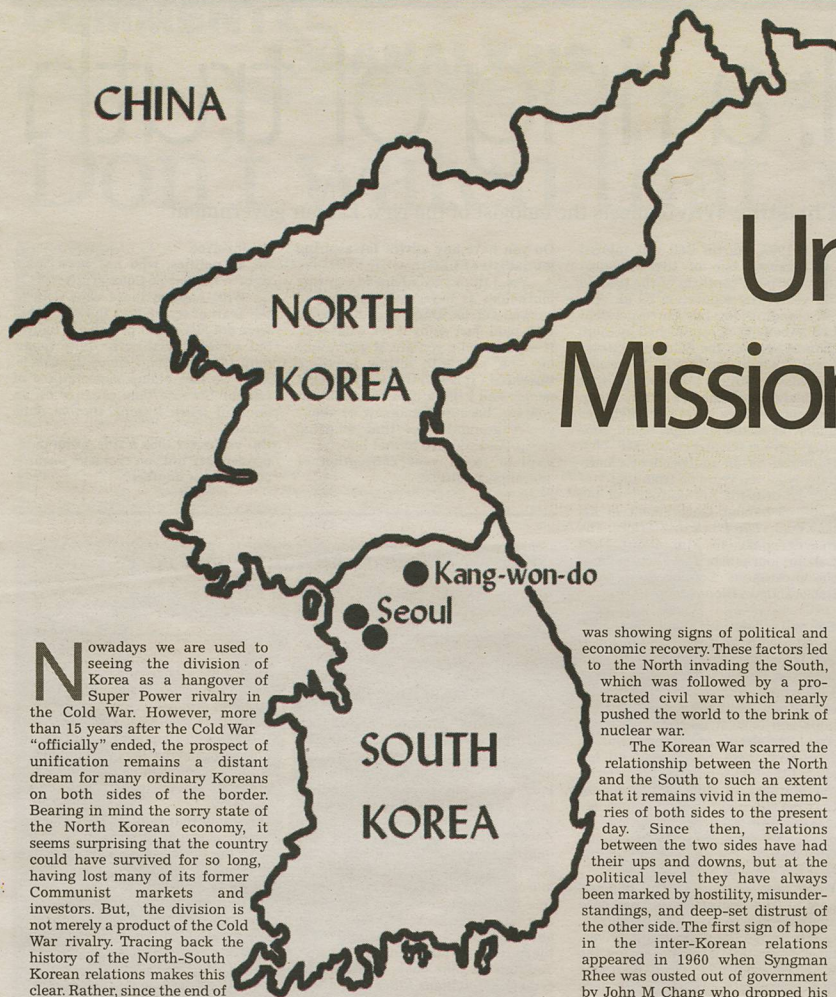 CHINA
NORTH
KOREA
Kang-won-do
Seoul
SOUTH
KOREA
Un
Mission
Nowadays we are used to
seeing the division of
Korea as a hangover of
Super Power rivalry in
the Cold War. However, more
than 15 years after the Cold War
“officially” ended, the prospect of
unification remains a distant
dream for many ordinary Koreans
on both sides of the border.
Bearing in mind the sorry state of
the North Korean economy, it
seems surprising that the country
could have survived for so long,
having lost many of its former
Communist markets and
investors. But, the division is
not merely a product of the Cold
War rivalry. Tracing back the
history of the North-South
Korean relations makes this
clear. Rather, since the end of
was showing signs of political and
economic recovery. These factors led
to the North invading the South,
which was followed by a pro-
tracted civil war which nearly
pushed the world to the brink of
nuclear war.
The Korean War scarred the
relationship between the North
and the South to such an extent
that it remains vivid in the memo-
ries of both sides to the present
day. Since then, relations
between the two sides have had
their ups and downs, but at the
political level they have always
been marked by hostility, misunder-
standings, and deep-set distrust of
the other side. The first sign of hope
in the inter-Korean relations
appeared in 1960 when Syngman
Rhee was ousted out of government
by John M Chang who dropped his